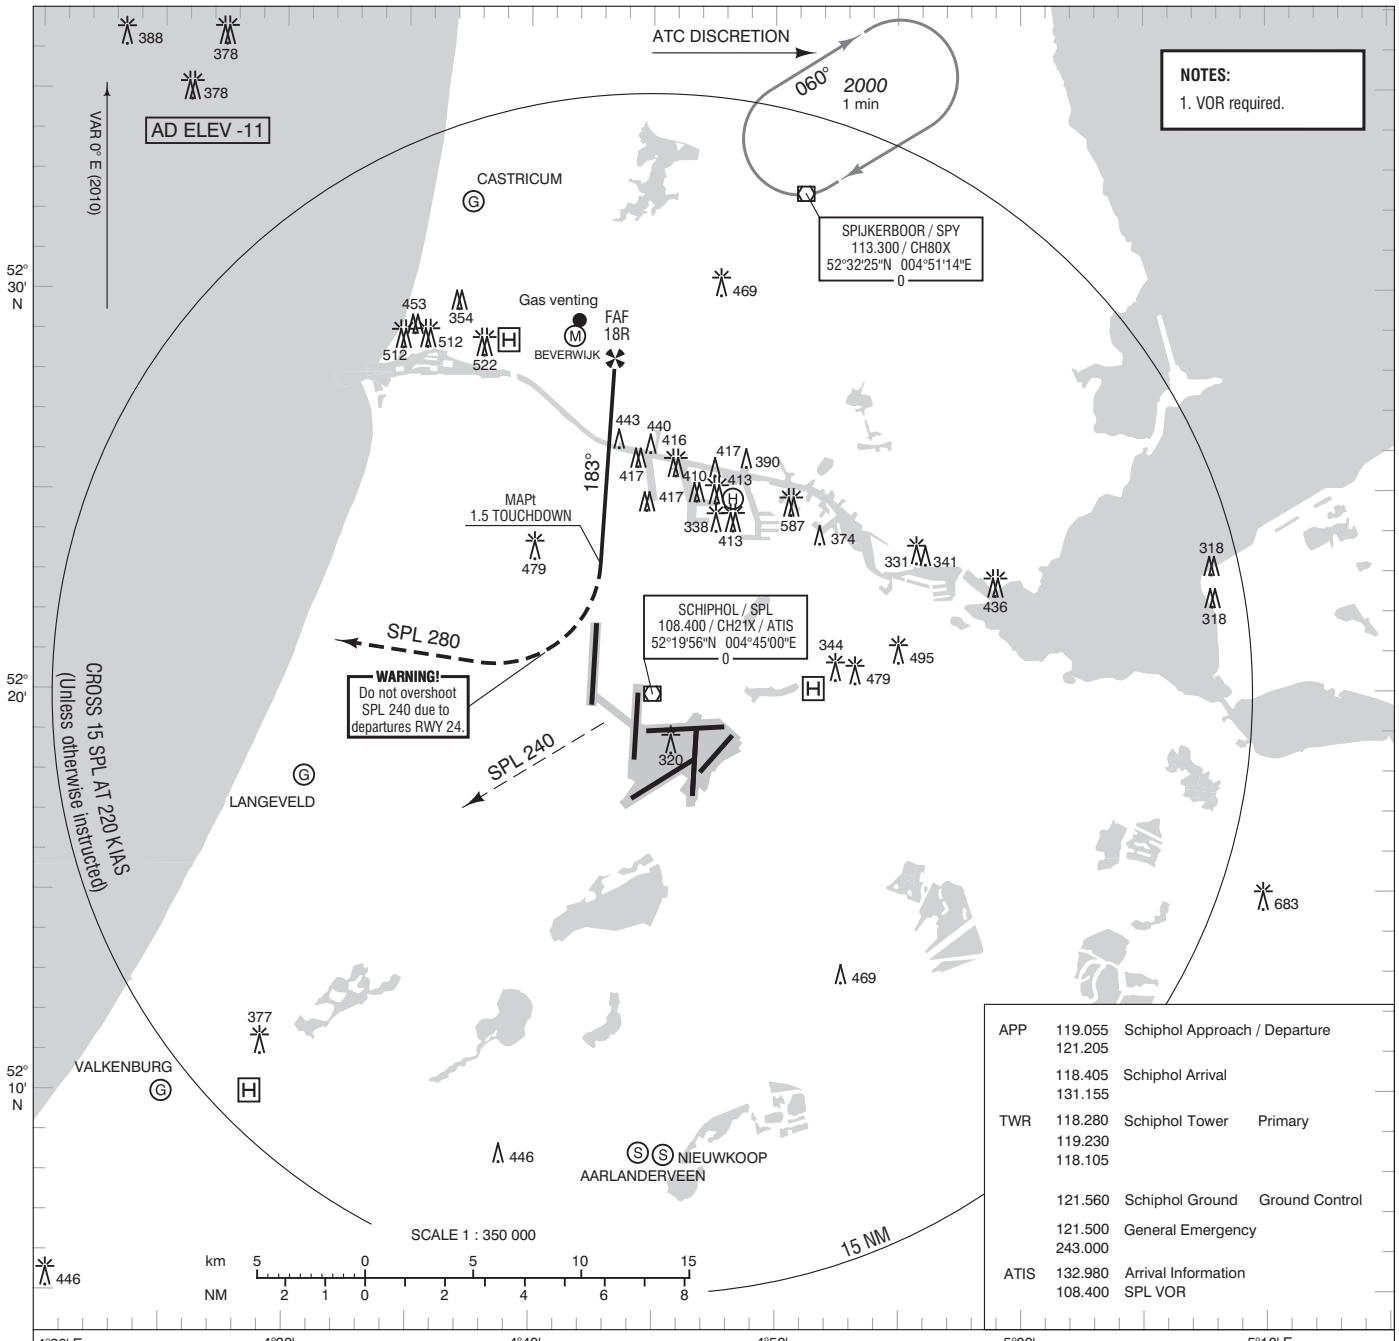 388
378
378
VAR 0° E (2010)
AD ELEV -11
ATC DISCRETION
060°
2000
1 min
NOTES:
1. VOR required.
CASTRICUM
G
SPIJKERBOOR / SPY
113.300 / CH80X
52°32'25"N 004°51'14"E
0
52°
30'
N
469
453
354
512
512
522
H
Gas venting
M
BEVERWIJK
FAF
18R
183°
443
440
416
417
417
390
410
413
H
417
338
413
587
374
331
341
436
318
318
MAPt
1.5 TOUCHDOWN
479
SCHIPHOL / SPL
108.400 / CH21X / ATIS
52°19'56"N 004°45'00"E
0
344
479
495
H
SPL 280
WARNING!
Do not overshoot
SPL 240 due to
departures RWY 24.
SPL 240
320
52°
20'
N
CROSS 15 SPL AT 220 KIAS
(Unless otherwise instructed)
G
LANGEVELD
683
469
377
VALKENBURG
G
H
52°
10'
N
446
S
S
NIEUWKOOP
AARLANDERVEEN
15 NM
446
SCALE 1 : 350 000
km 5 0 5 10 15
NM 2 1 0 2 4 6 8
APP 119.055 Schiphol Approach / Departure
121.205
118.405 Schiphol Arrival
131.155
TWR 118.280 Schiphol Tower Primary
119.230
118.105
121.560 Schiphol Ground Ground Control
121.500 General Emergency
243.000
ATIS 132.980 Arrival Information
108.400 SPL VOR